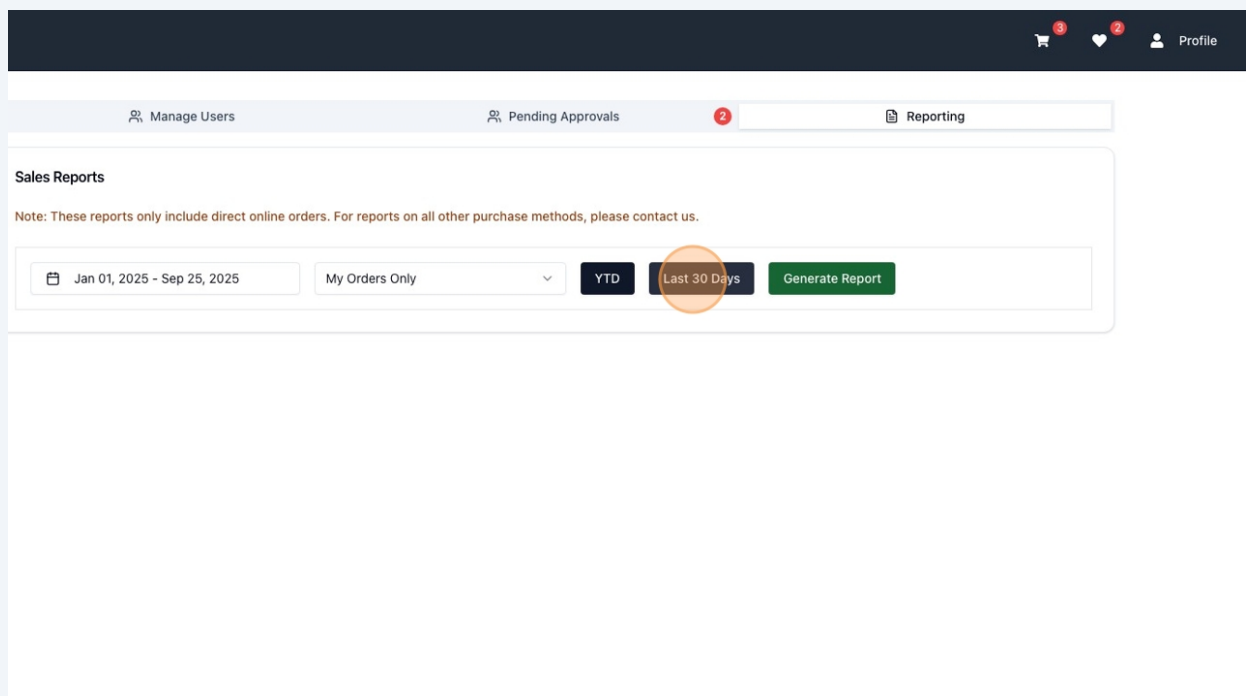 3
2
Profile
Manage Users
Pending Approvals
2
Reporting
Sales Reports
Note: These reports only include direct online orders. For reports on all other purchase methods, please contact us.
Jan 01, 2025 - Sep 25, 2025
My Orders Only
YTD
Last 30 Days
Generate Report